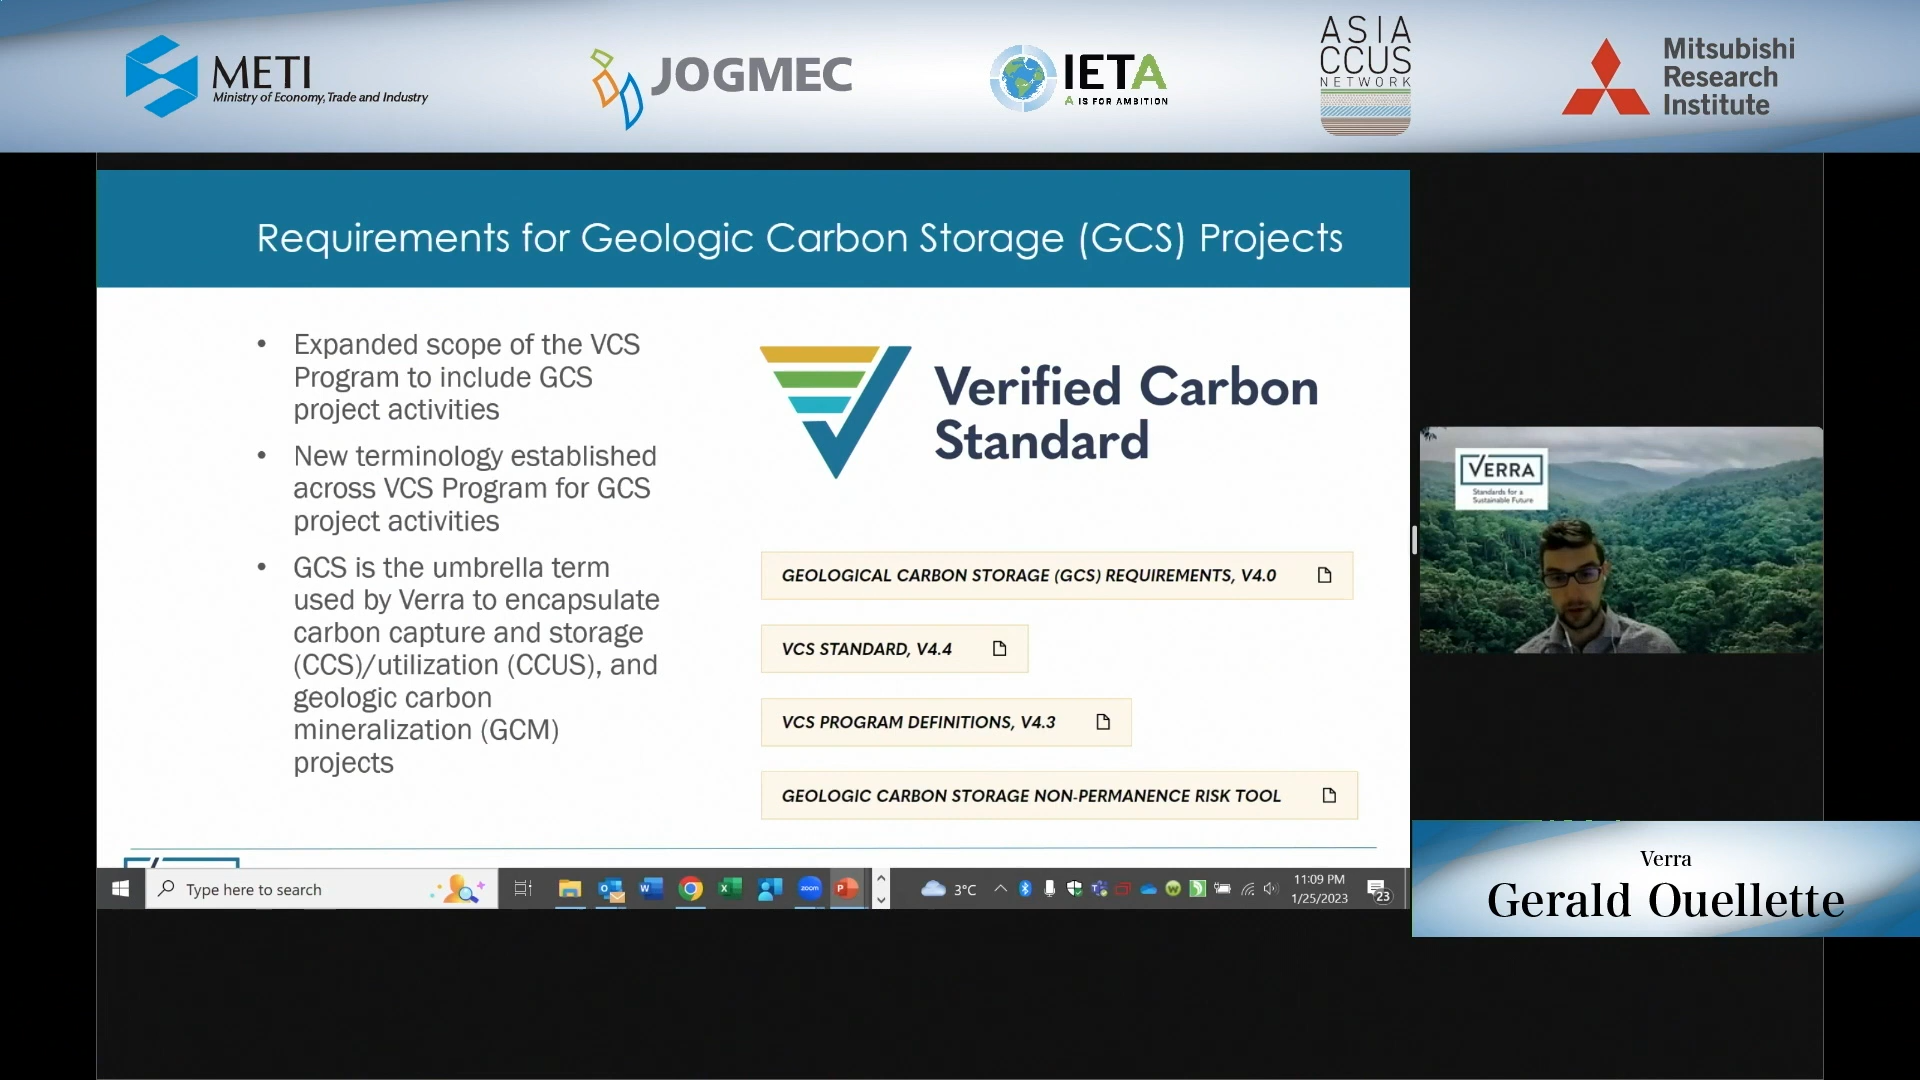 METI
Ministry of Economy, Trade and Industry
JOGMEC
IETA
A IS FOR AMBITION
ASIA
CCUS
NETWORK
Mitsubishi
Research
Institute
Requirements for Geologic Carbon Storage (GCS) Projects
• Expanded scope of the VCS
Program to include GCS
project activities
• New terminology established
across VCS Program for GCS
project activities
• GCS is the umbrella term
used by Verra to encapsulate
carbon capture and storage
(CCS)/utilization (CCUS), and
geologic carbon
mineralization (GCM)
projects
Verified Carbon
Standard
GEOLOGICAL CARBON STORAGE (GCS) REQUIREMENTS, V4.0
VCS STANDARD, V4.4
VCS PROGRAM DEFINITIONS, V4.3
GEOLOGIC CARBON STORAGE NON-PERMANENCE RISK TOOL
VERRA
Standards for a
Sustainable Future
Type here to search
zoom
3°C
11:09 PM
1/25/2023
23
Verra
Gerald Ouellette